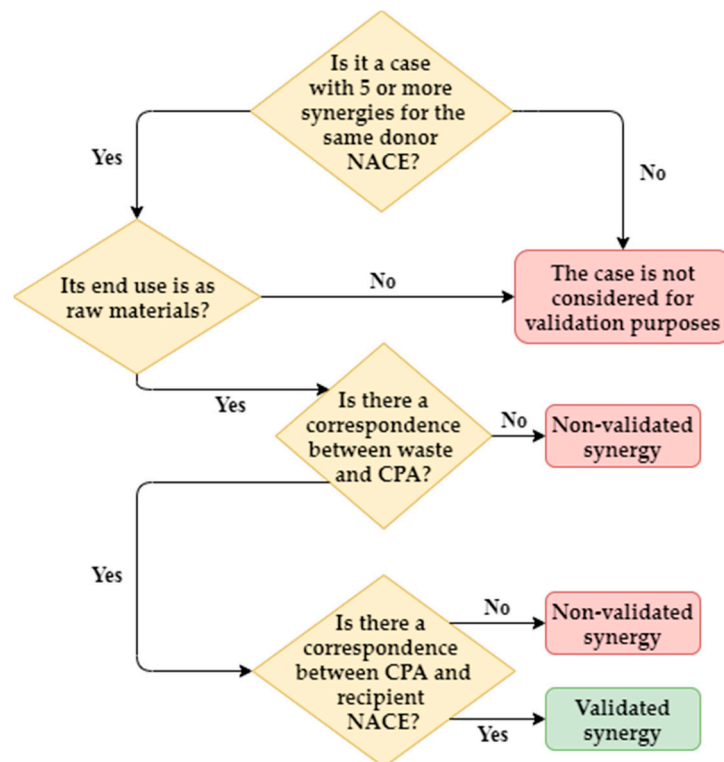 Is it a case
with 5 or more
synergies for the
same donor
NACE?
Yes
No
Its end use is as
raw materials?
No
The case is not
considered for
validation purposes
Yes
Is there a
correspondence
between waste
and CPA?
No
Non-validated
synergy
Yes
Is there a
correspondence
between CPA and
recipient
NACE?
No
Non-validated
synergy
Yes
Validated
synergy